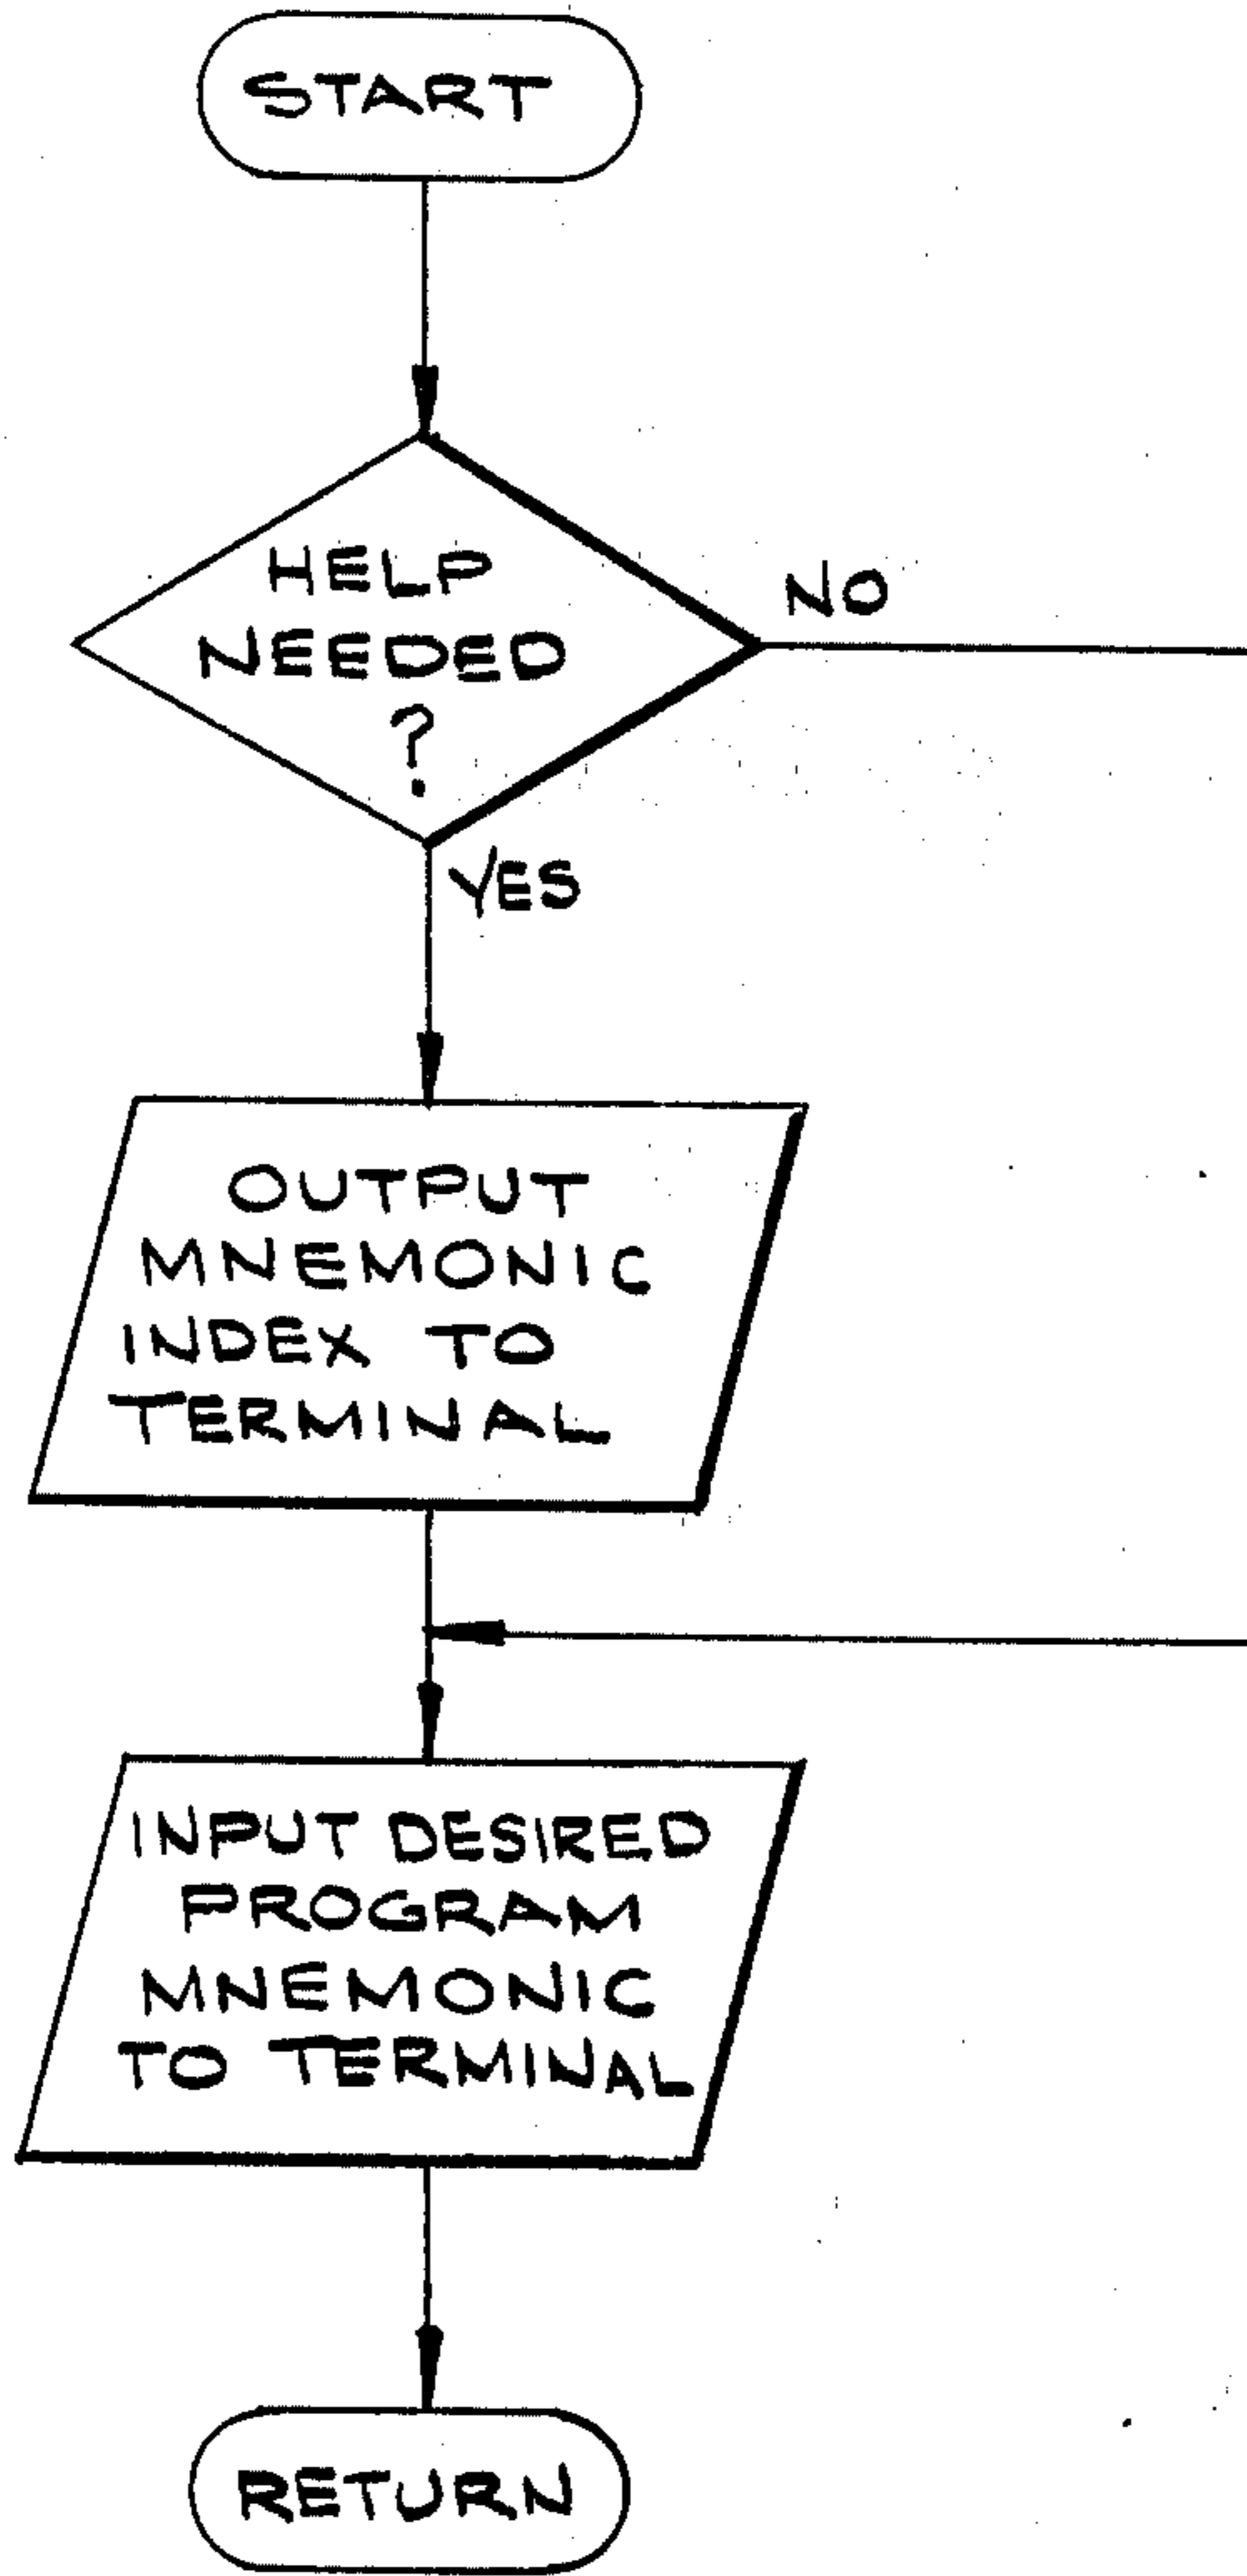 START
HELP
NEEDED
?
NO
YES
OUTPUT
MNEMONIC
INDEX TO
TERMINAL
INPUT DESIRED
PROGRAM
MNEMONIC
TO TERMINAL
RETURN